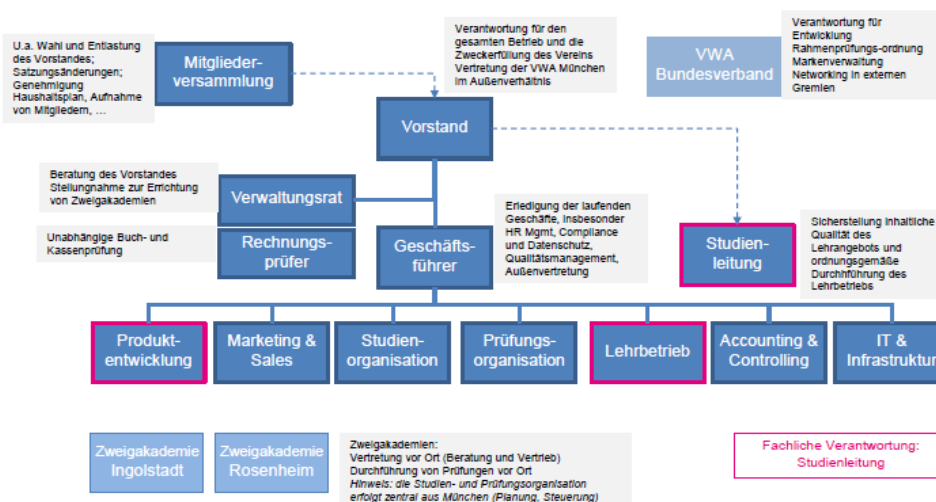 U.a. Wahl und Entlastung
des Vorstandes;
Satzungsänderungen;
Genehmigung
Haushaltsplan, Aufnahme
von Mitgliedern, …
Mitglieder-
versammlung
Verantwortung für den
gesamten Betrieb und die
Zweckerfüllung des Vereins
Vertretung der VWA München
im Außenverhältnis
VWA
Bundesverband
Verantwortung für
Entwicklung
Rahmenprüfungs-ordnung
Markenverwaltung
Networking in externen
Gremien
Vorstand
Beratung des Vorstandes
Stellungnahme zur Errichtung
von Zweigakademien
Verwaltungsrat
Unabhängige Buch- und
Kassenprüfung
Rechnungs-
prüfer
Geschäfts-
führer
Erledigung der laufenden
Geschäfte, insbesonder
HR Mgmt, Compliance
und Datenschutz,
Qualitätsmanagement,
Außenvertretung
Studien-
leitung
Sicherstellung inhaltliche
Qualität des
Lehrangebots und
ordnungsgemäße
Durchhführung des
Lehrbetriebs
Produkt-
entwicklung
Marketing &
Sales
Studien-
organisation
Prüfungs-
organisation
Lehrbetrieb
Accounting &
Controlling
IT &
Infrastruktur
Zweigakademie
Ingolstadt
Zweigakademie
Rosenheim
Zweigakademien:
Vertretung vor Ort (Beratung und Vertrieb)
Durchführung von Prüfungen vor Ort
Hinweis: die Studien- und Prüfungsorganisation
erfolgt zentral aus München (Planung, Steuerung)
Fachliche Verantwortung:
Studienleitung